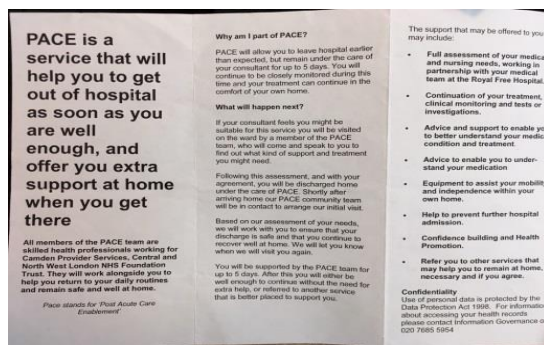 PACE is a
service that will
help you to get
out of hospital
as soon as you
are well
enough, and
offer you extra
support at home
when you get
there
All members of the PACE team are
skilled health professionals working for
Camden Provider Services, Central and
North West London NHS Foundation
Trust. They will work alongside you to
help you return to your daily routines
and remain safe and well at home.
Pace stands for 'Post Acute Care
Enablement'.
Why am I part of PACE?
PACE will allow you to leave hospital earlier
than expected, but remain under the care of
your consultant for up to 5 days. You will
continue to be closely monitored during this
time and your treatment can continue in the
comfort of your own home.
What will happen next?
If your consultant feels you might be
suitable for this service you will be visited
on the ward by a member of the PACE
team, who will come and speak to you to
find out what kind of support and treatment
you might need.
Following this assessment, and with your
agreement, you will be discharged home
under the care of PACE. Shortly after
arriving home our PACE community team
will be in contact to arrange our initial visit.
Based on our assessment of your needs,
we will work with you to ensure that your
discharge is safe and that you continue to
recover well at home. We will let you know
when we will visit you again.
You will be supported by the PACE team for
up to 5 days. After this you will either be
well enough to continue without the need for
extra help, or referred to another service
that is better placed to support you.
The support that may be offered to you
may include:
• Full assessment of your medica
and nursing needs, working in
partnership with your medical
team at the Royal Free Hospital.
• Continuation of your treatment,
clinical monitoring and tests or
investigations.
• Advice and support to enable yo
to better understand your medic
condition and treatment
• Advice to enable you to under-
stand your medication
• Equipment to assist your mobilit
and independence within your
own home.
• Help to prevent further hospital
admission.
• Confidence building and Health
Promotion.
• Refer you to other services that
may help you to remain at home,
necessary and if you agree.
Confidentiality
Use of personal data is protected by the
Data Protection Act 1998. For informatio
about accessing your health records
please contact Information Governance o
020 7685 5954